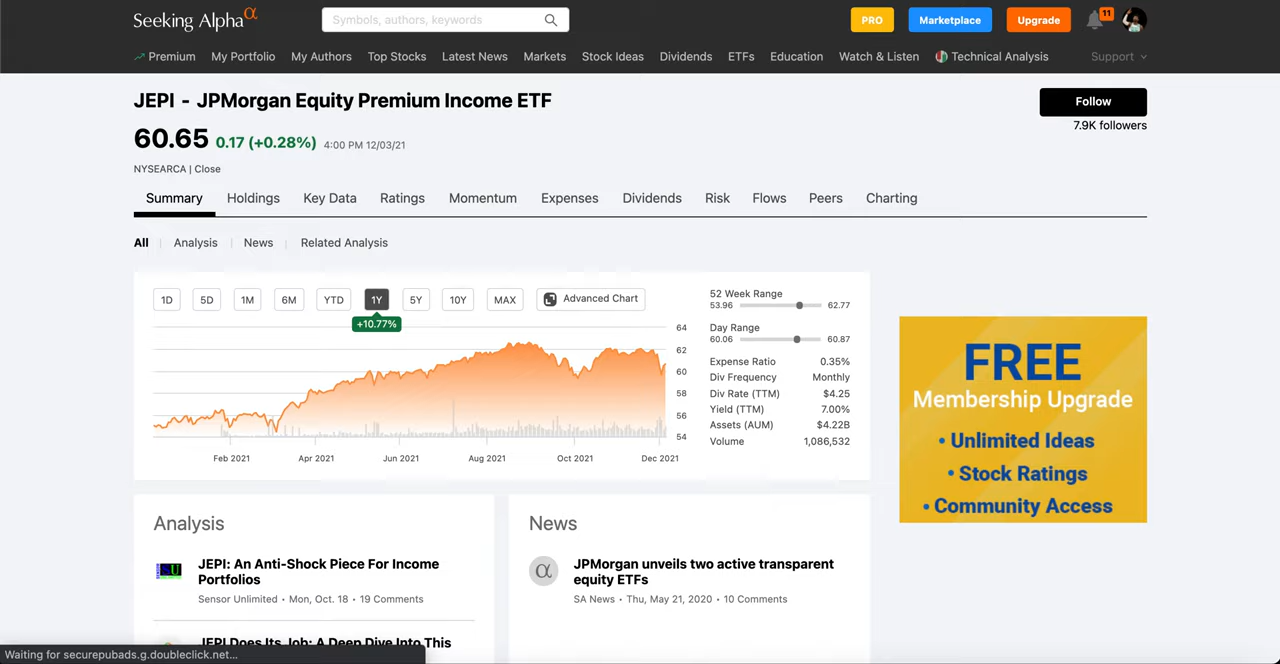 Seeking Alpha α
Symbols, authors, keywords
PRO
Marketplace
Upgrade
11
Premium My Portfolio My Authors Top Stocks Latest News Markets Stock Ideas Dividends ETFs Education Watch & Listen Technical Analysis Support
JEPI - JPMorgan Equity Premium Income ETF
Follow
60.65 0.17 (+0.28%) 4:00 PM 12/03/21
7.9K followers
NYSEARCA | Close
Summary Holdings Key Data Ratings Momentum Expenses Dividends Risk Flows Peers Charting
All | Analysis | News | Related Analysis
1D 5D 1M 6M YTD 1Y 5Y 10Y MAX Advanced Chart
+10.77%
64
62
60
58
56
54
Feb 2021 Apr 2021 Jun 2021 Aug 2021 Oct 2021 Dec 2021
52 Week Range
53.96 62.77
Day Range
60.06 60.87
Expense Ratio 0.35%
Div Frequency Monthly
Div Rate (TTM) $4.25
Yield (TTM) 7.00%
Assets (AUM) $4.22B
Volume 1,086,532
FREE
Membership Upgrade
• Unlimited Ideas
• Stock Ratings
• Community Access
Analysis
JEPI: An Anti-Shock Piece For Income
Portfolios
Sensor Unlimited • Mon, Oct. 18 • 19 Comments
JEPI Does Its Job: A Deep Dive Into This
News
α
JPMorgan unveils two active transparent
equity ETFs
SA News • Thu, May 21, 2020 • 10 Comments
Waiting for securepubads.g.doubleclick.net...